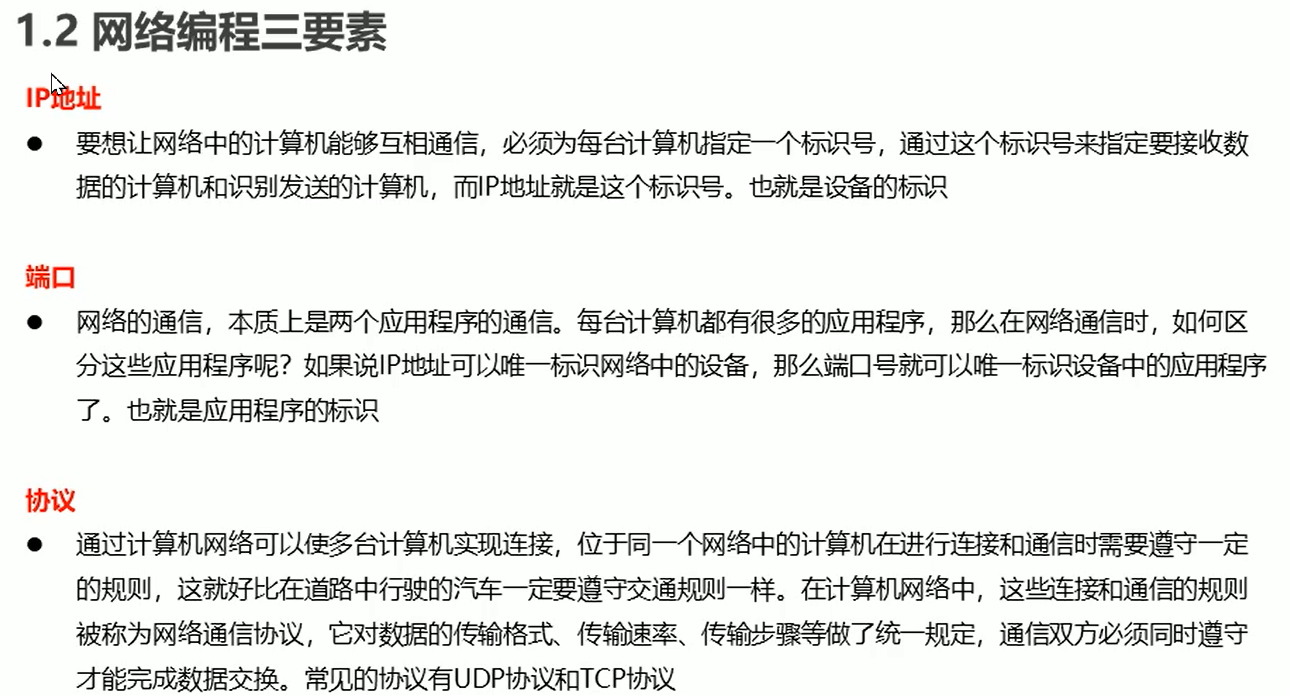 1.2 网络编程三要素
IP地址
● 要想让网络中的计算机能够互相通信，必须为每台计算机指定一个标识号，通过这个标识号来指定要接收数
据的计算机和识别发送的计算机，而IP地址就是这个标识号。也就是设备的标识
端口
● 网络的通信，本质上是两个应用程序的通信。每台计算机都有很多的应用程序，那么在网络通信时，如何区
分这些应用程序呢？如果说IP地址可以唯一标识网络中的设备，那么端口号就可以唯一标识设备中的应用程序
了。也就是应用程序的标识
协议
● 通过计算机网络可以使多台计算机实现连接，位于同一个网络中的计算机在进行连接和通信时需要遵守一定
的规则，这就好比在道路中行驶的汽车一定要遵守交通规则一样。在计算机网络中，这些连接和通信的规则
被称为网络通信协议，它对数据的传输格式、传输速率、传输步骤等做了统一规定，通信双方必须同时遵守
才能完成数据交换。常见的协议有UDP协议和TCP协议